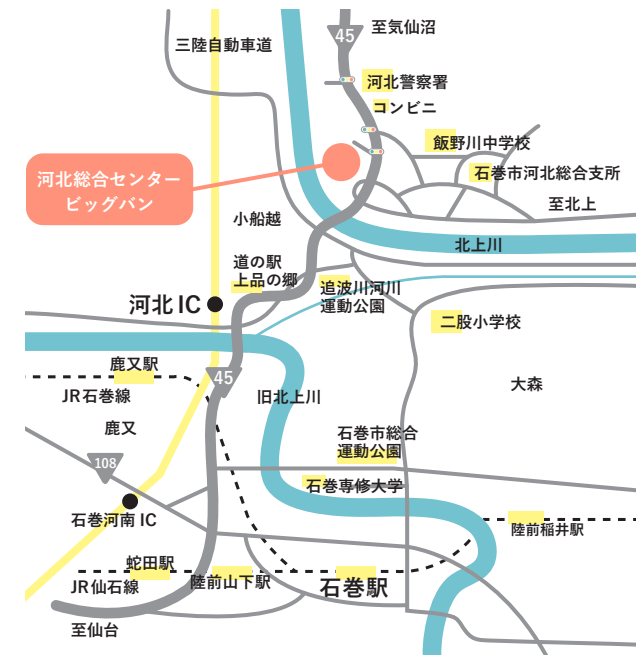 45
至気仙沼
三陸自動車道
河北警察署
コンビニ
飯野川中学校
石巻市河北総合支所
河北総合センター
ビッグバン
至北上
小船越
北上川
道の駅
上品の郷
追波川河川
運動公園
河北 IC
二股小学校
鹿又駅
45
大森
JR石巻線
旧北上川
鹿又
石巻市総合
運動公園
108
石巻専修大学
石巻河南 IC
陸前稲井駅
蛇田駅
JR仙石線
陸前山下駅
石巻駅
至仙台